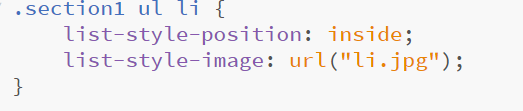 .section1 ul li {
    list-style-position: inside;
    list-style-image: url("li.jpg");
}